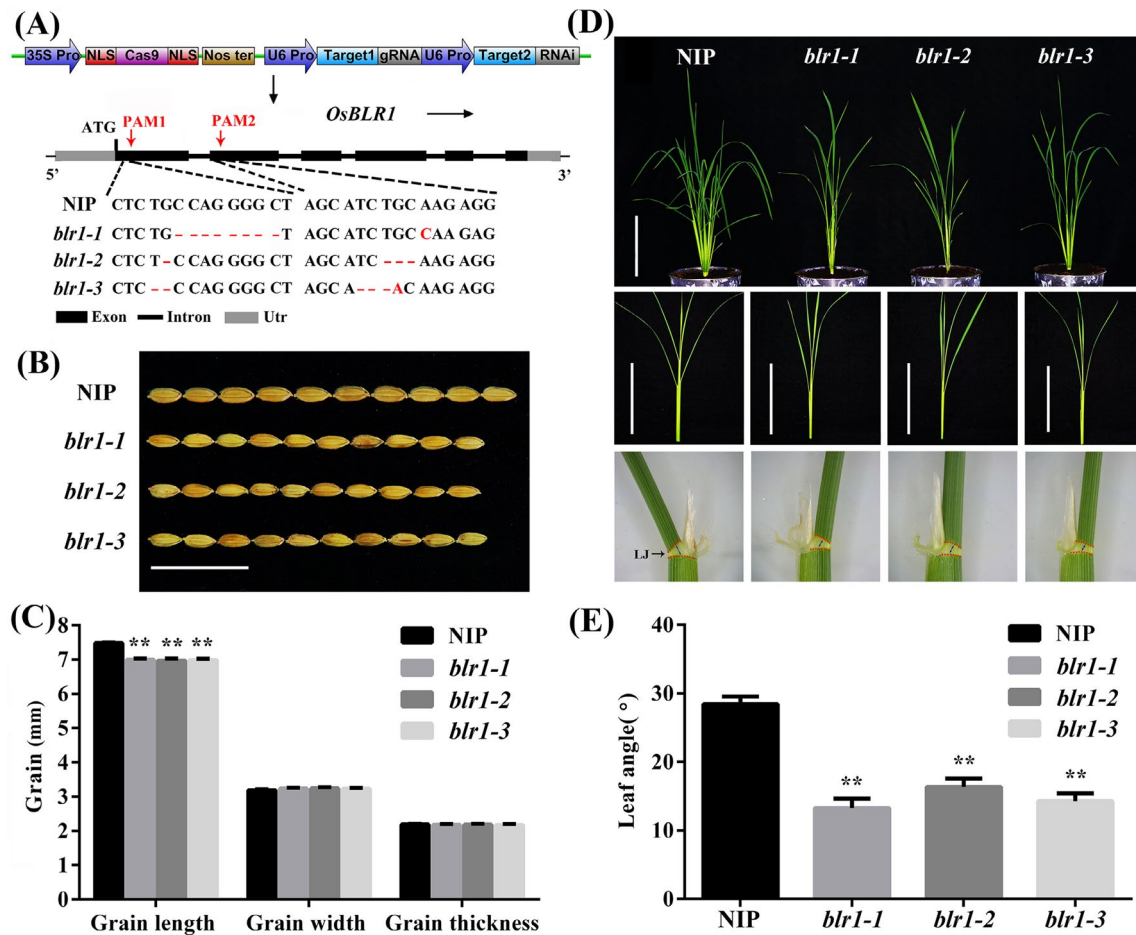 (A)
35S Pro NLS Cas9 NLS Nos ter U6 Pro Target1 gRNA U6 Pro Target2 RNAi
OsBLR1
ATG PAM1 PAM2
5' 3'
NIP CTC TGC CAG GGG GCT AGC ATC TGC AAG AGG
blr1-1 CTC TG- - - - - - - - -T AGC ATC TGC CAAG AG
blr1-2 CTC T-C CAG GGG GCT AGC ATC - - - AAG AGG
blr1-3 CTC --C CAG GGG GCT AGC A---AC AAG AGG
Exon Intron Utr
(B)
NIP
blr1-1
blr1-2
blr1-3
(C)
Grain (mm)
8
7
6
5
4
3
2
1
0
** ** **
NIP
blr1-1
blr1-2
blr1-3
Grain length Grain width Grain thickness
(D)
NIP blr1-1 blr1-2 blr1-3
LJ
(E)
Leaf angle( °)
40
30
20
10
0
** ** **
NIP
blr1-1
blr1-2
blr1-3
NIP blr1-1 blr1-2 blr1-3